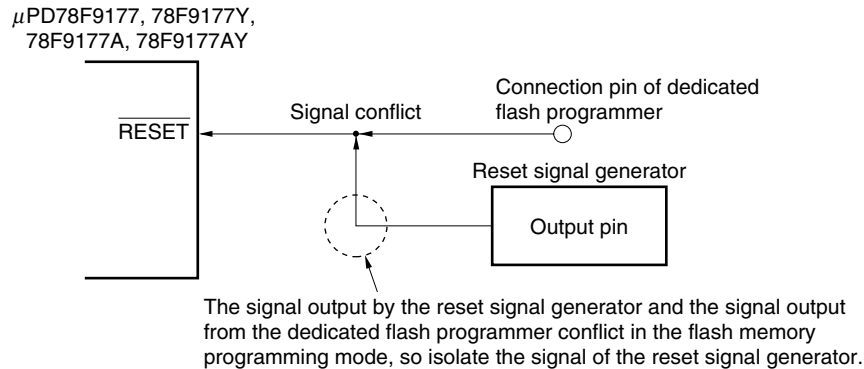 μPD78F9177, 78F9177Y,
78F9177A, 78F9177AY
Connection pin of dedicated
flash programmer
Signal conflict
RESET
Reset signal generator
Output pin
The signal output by the reset signal generator and the signal output
from the dedicated flash programmer conflict in the flash memory
programming mode, so isolate the signal of the reset signal generator.